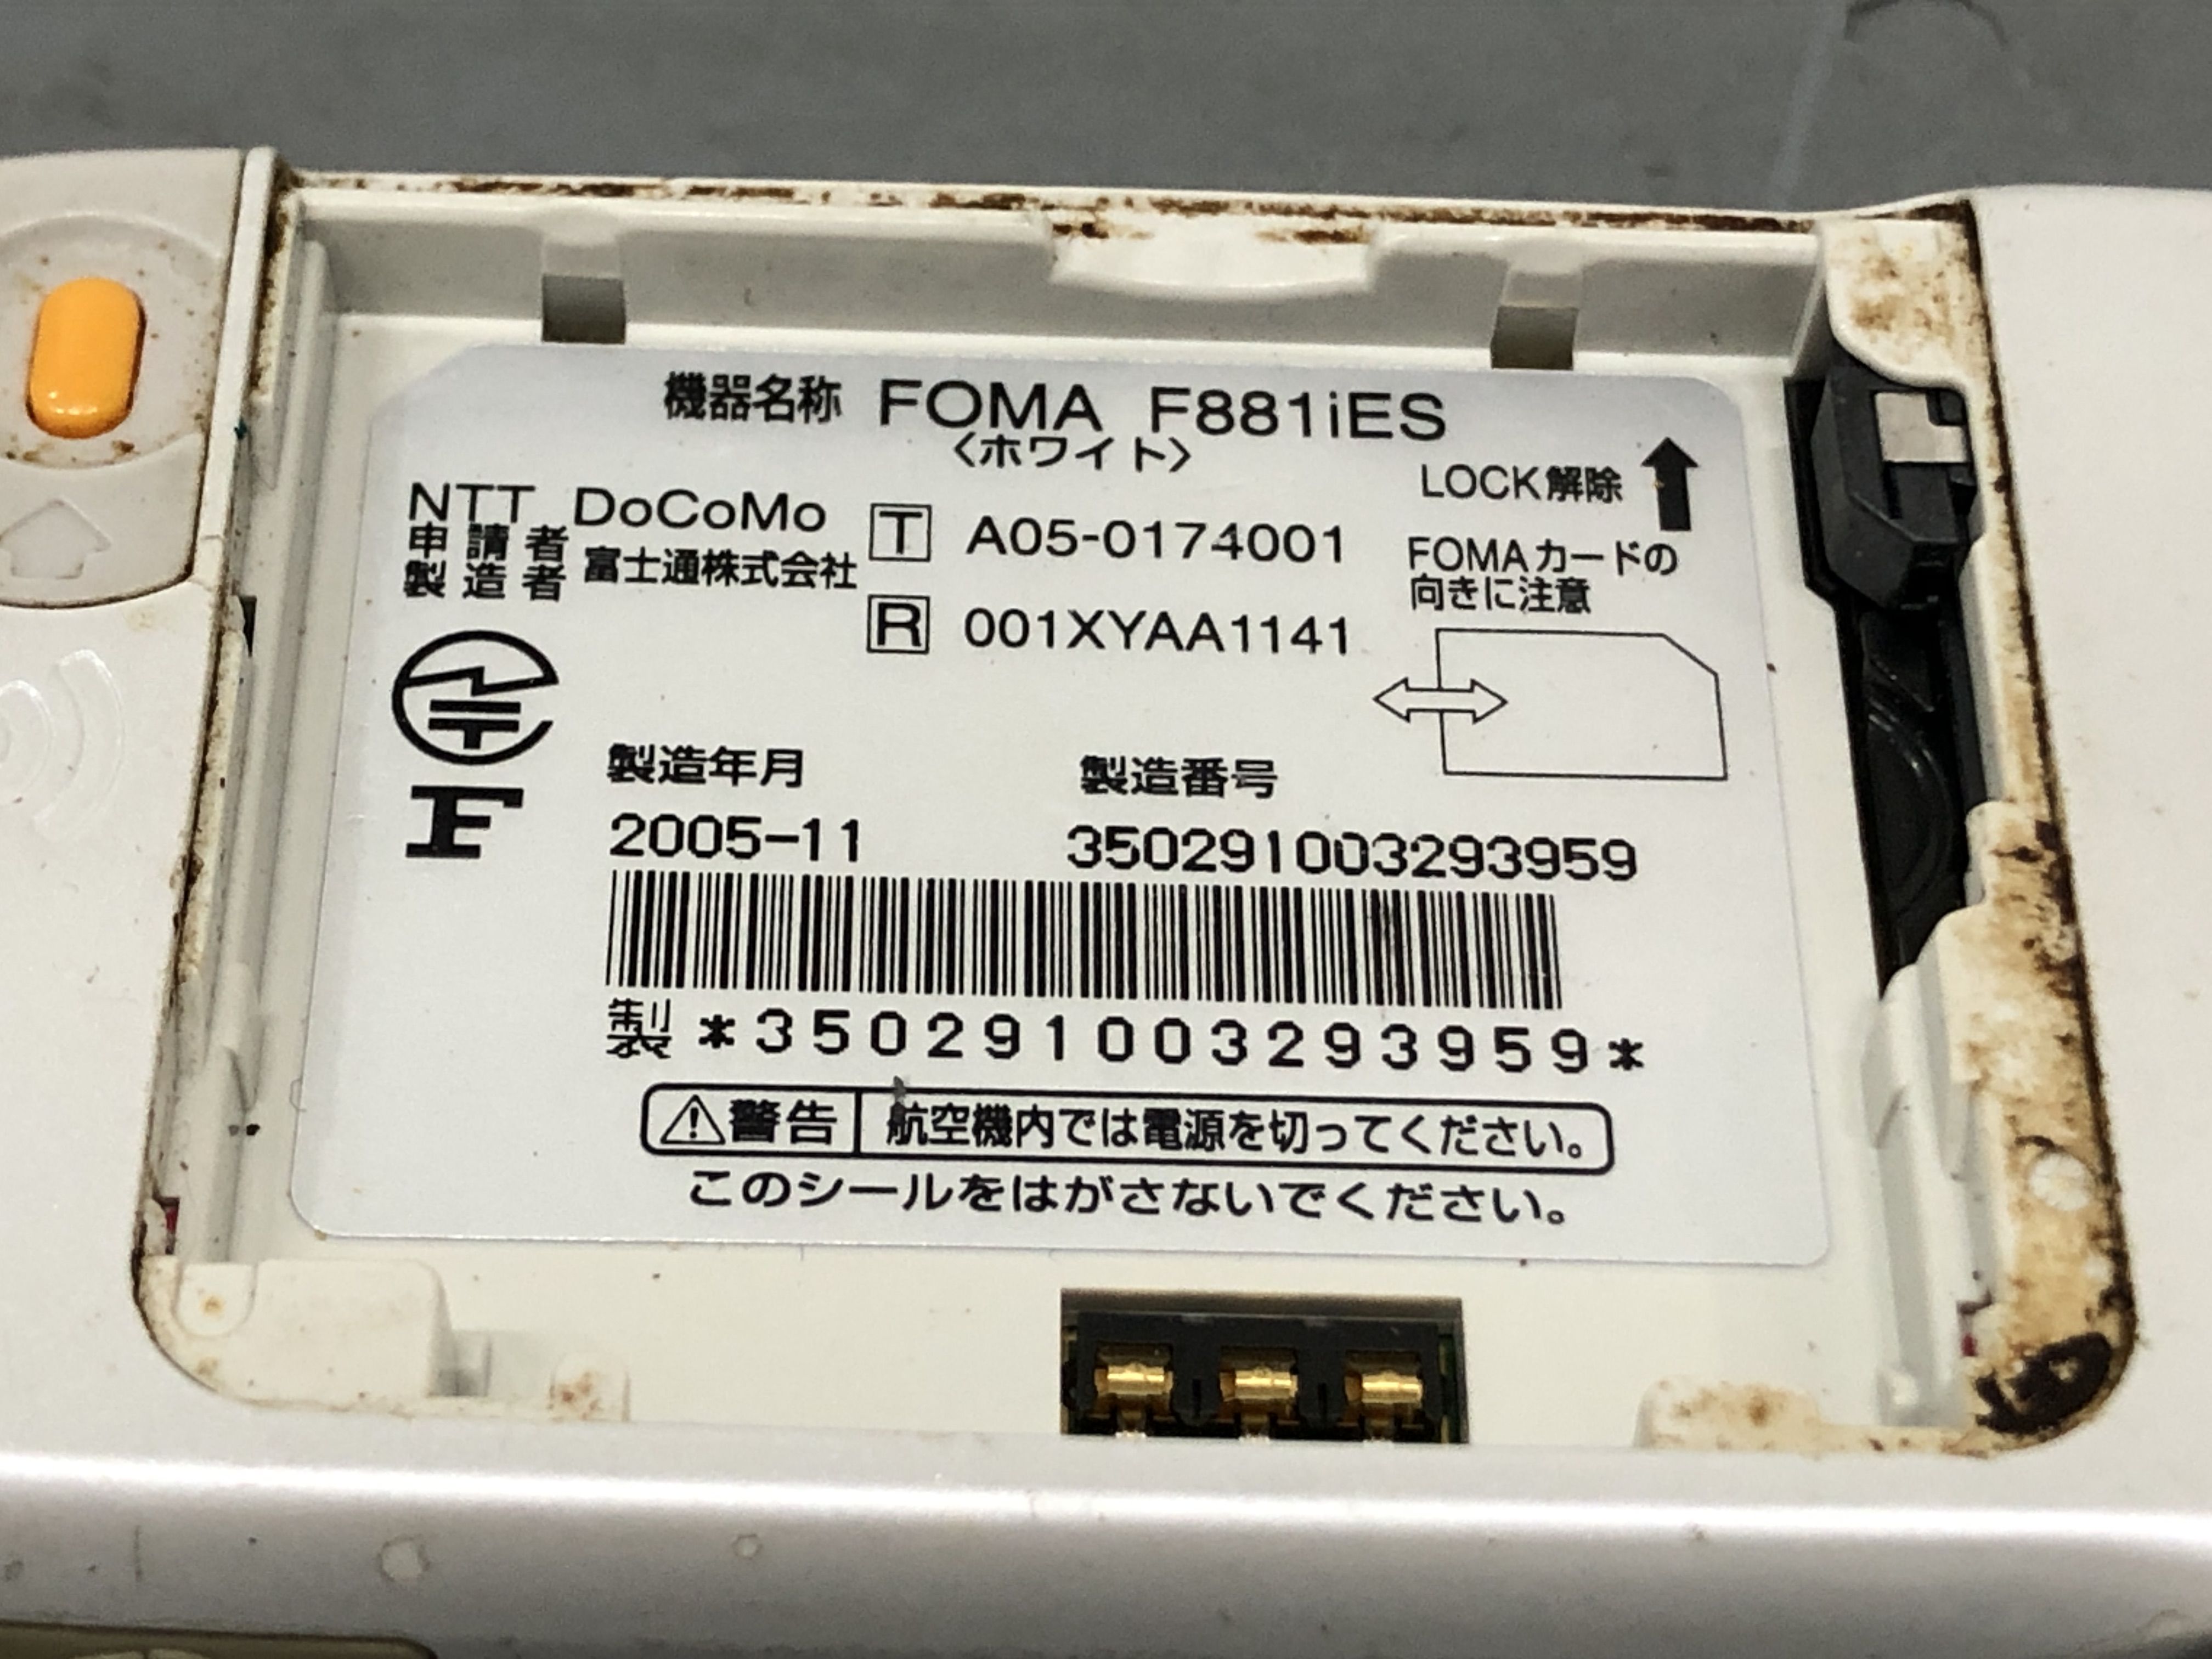 機器名称 FOMA F881iES
〈ホワイト〉
LOCK解除
NTT DoCoMo
申請者
製造者 富士通株式会社
T A05-0174001
R 001XYAA1141
FOMAカードの
向きに注意
F
製造年月 製造番号
2005-11 350291003293959
製 *350291003293959*
警告 航空機内では電源を切ってください。
このシールをはがさないでください。